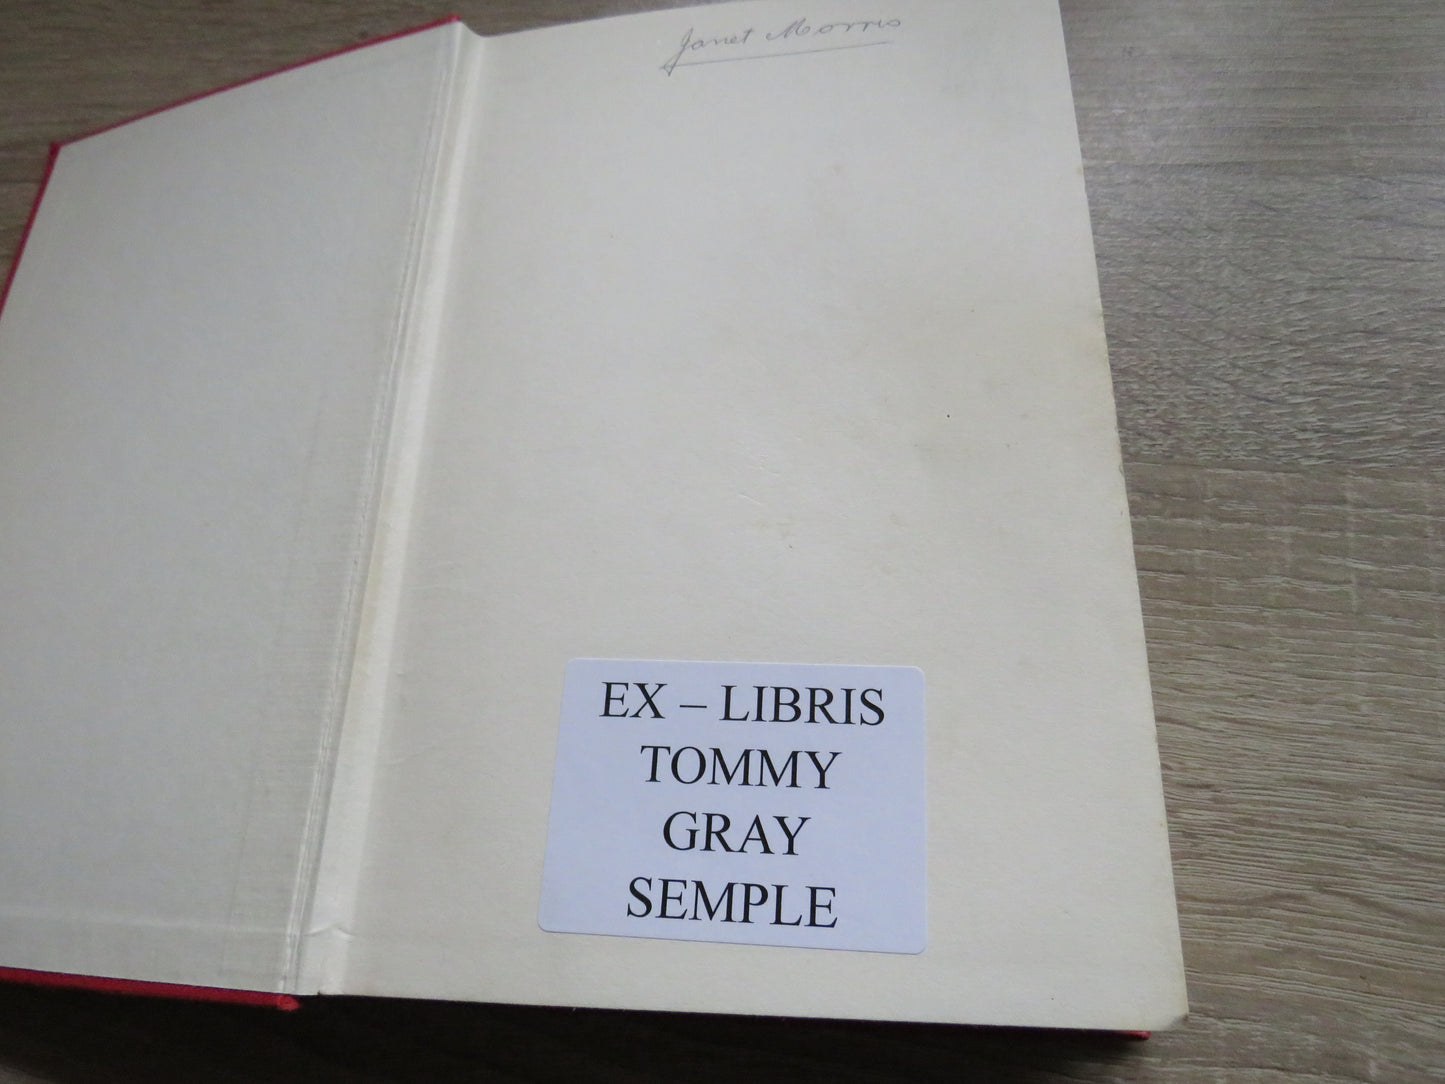 Janet Morris
EX – LIBRIS
TOMMY
GRAY
SEMPLE